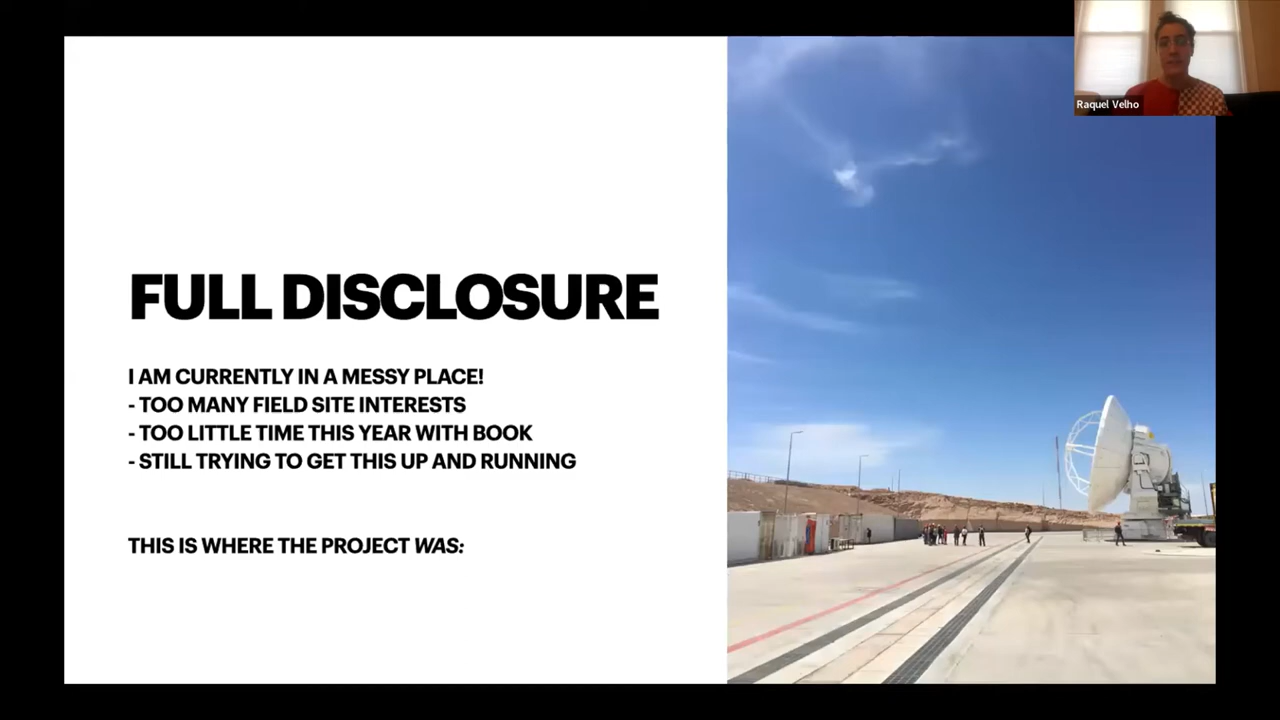 Raquel Velho
FULL DISCLOSURE
I AM CURRENTLY IN A MESSY PLACE!
- TOO MANY FIELD SITE INTERESTS
- TOO LITTLE TIME THIS YEAR WITH BOOK
- STILL TRYING TO GET THIS UP AND RUNNING
THIS IS WHERE THE PROJECT WAS: